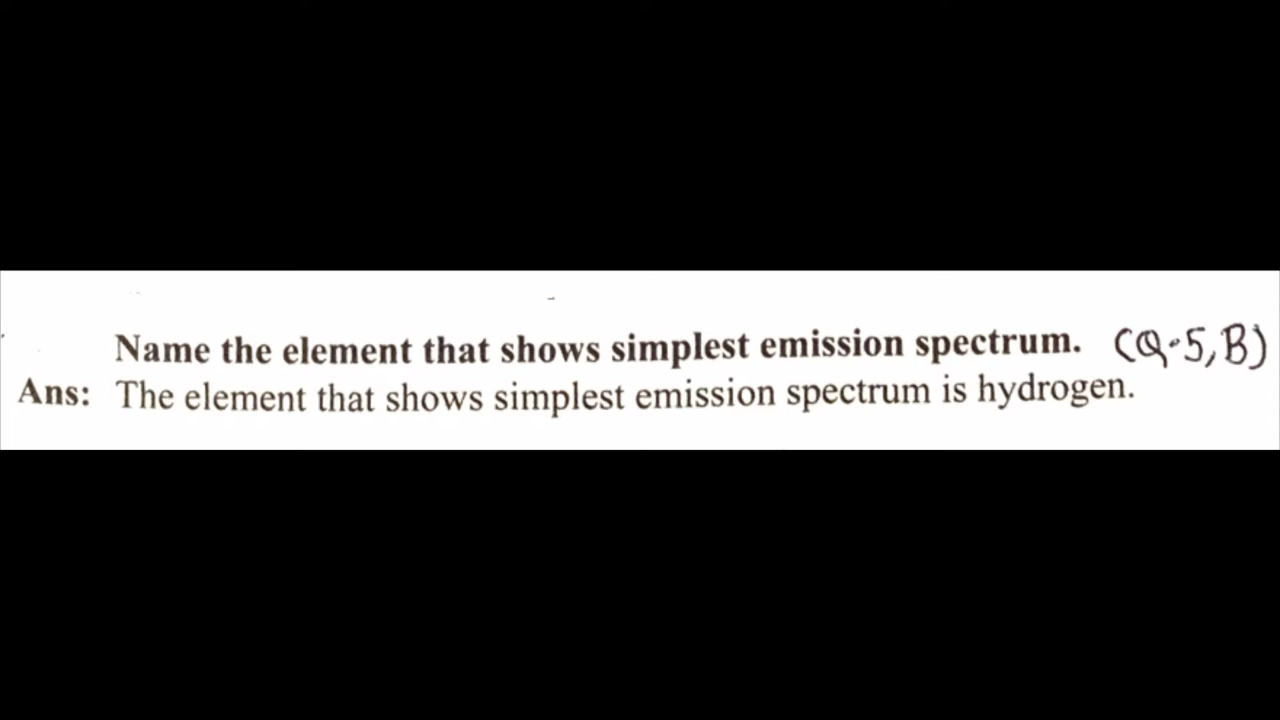 Name the element that shows simplest emission spectrum. (Q.5,B)
Ans: The element that shows simplest emission spectrum is hydrogen.